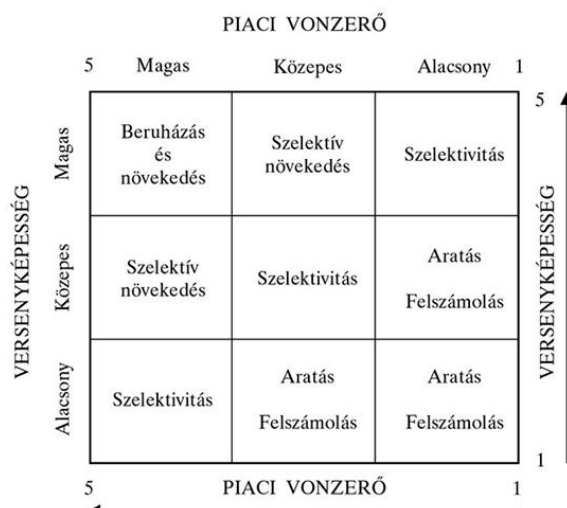 PIACI VONZERŐ
5 Magas Közepes Alacsony 1
VERSENYKÉPESSÉG
Magas
Beruházás
és
növekedés
Szelektív
növekedés
Szelektivitás
5
Közepes
Szelektív
növekedés
Szelektivitás
Aratás
Felszámolás
VERSENYKÉPESSÉG
Alacsony
Szelektivitás
Aratás
Felszámolás
Aratás
Felszámolás
1
5 PIACI VONZERŐ 1